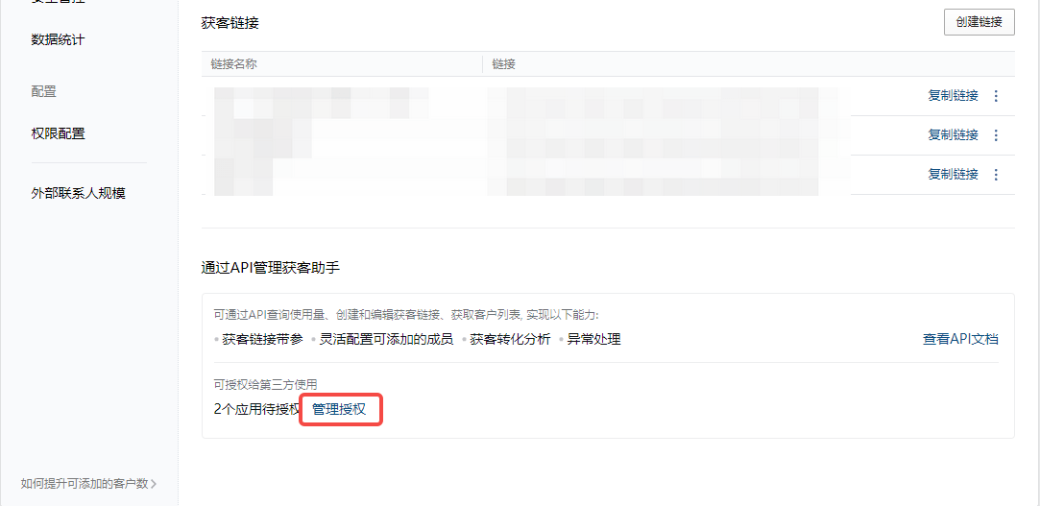 数据统计
配置
权限配置
外部联系人规模
如何提升可添加的客户数
获客链接
创建链接
链接名称 链接
复制链接
复制链接
复制链接
通过API管理获客助手
可通过API查询使用量、创建和编辑获客链接、获取客户列表, 实现以下能力:
•获客链接带参 •灵活配置可添加的成员 •获客转化分析 •异常处理 查看API文档
可授权给第三方使用
2个应用待授权 管理授权